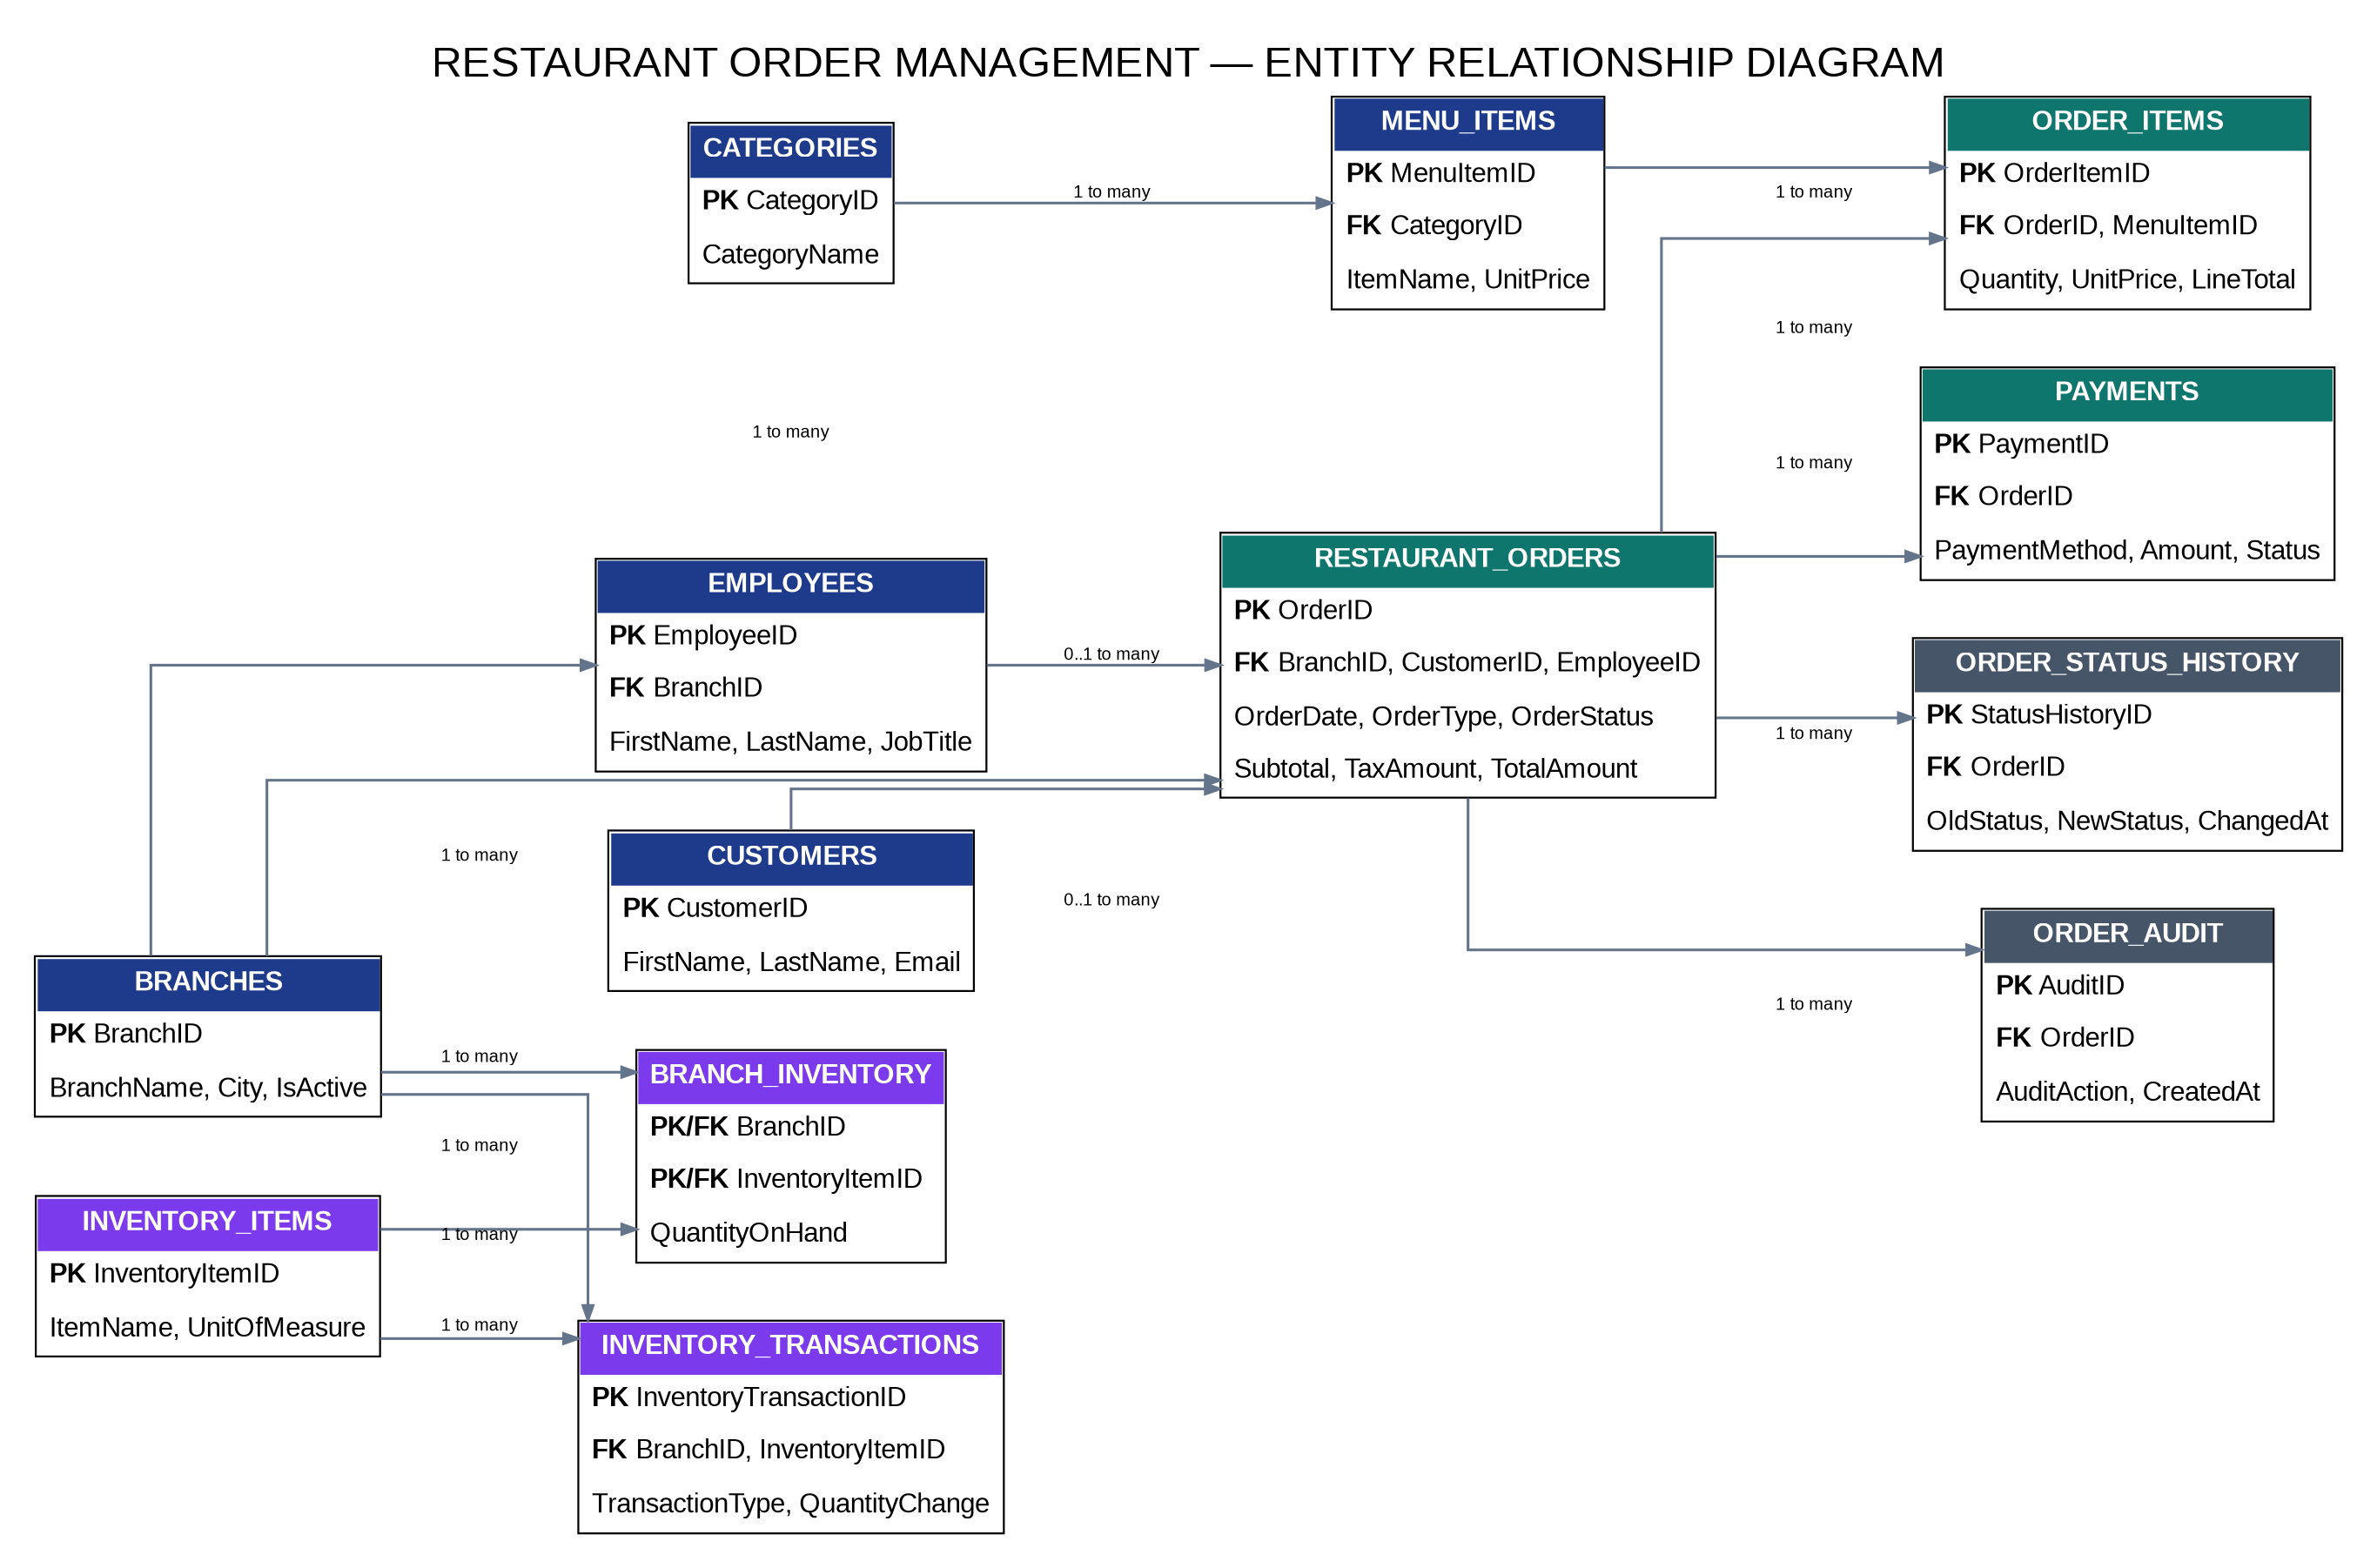 RESTAURANT ORDER MANAGEMENT — ENTITY RELATIONSHIP DIAGRAM
CATEGORIES
PK CategoryID
CategoryName
1 to many
MENU_ITEMS
PK MenuItemID
FK CategoryID
ItemName, UnitPrice
1 to many
ORDER_ITEMS
PK OrderItemID
FK OrderID, MenuItemID
Quantity, UnitPrice, LineTotal
1 to many
1 to many
1 to many
PAYMENTS
PK PaymentID
FK OrderID
PaymentMethod, Amount, Status
EMPLOYEES
PK EmployeeID
FK BranchID
FirstName, LastName, JobTitle
0..1 to many
RESTAURANT_ORDERS
PK OrderID
FK BranchID, CustomerID, EmployeeID
OrderDate, OrderType, OrderStatus
Subtotal, TaxAmount, TotalAmount
1 to many
ORDER_STATUS_HISTORY
PK StatusHistoryID
FK OrderID
OldStatus, NewStatus, ChangedAt
1 to many
CUSTOMERS
PK CustomerID
FirstName, LastName, Email
0..1 to many
1 to many
ORDER_AUDIT
PK AuditID
FK OrderID
AuditAction, CreatedAt
BRANCHES
PK BranchID
BranchName, City, IsActive
1 to many
1 to many
BRANCH_INVENTORY
PK/FK BranchID
PK/FK InventoryItemID
QuantityOnHand
INVENTORY_ITEMS
PK InventoryItemID
ItemName, UnitOfMeasure
1 to many
1 to many
INVENTORY_TRANSACTIONS
PK InventoryTransactionID
FK BranchID, InventoryItemID
TransactionType, QuantityChange